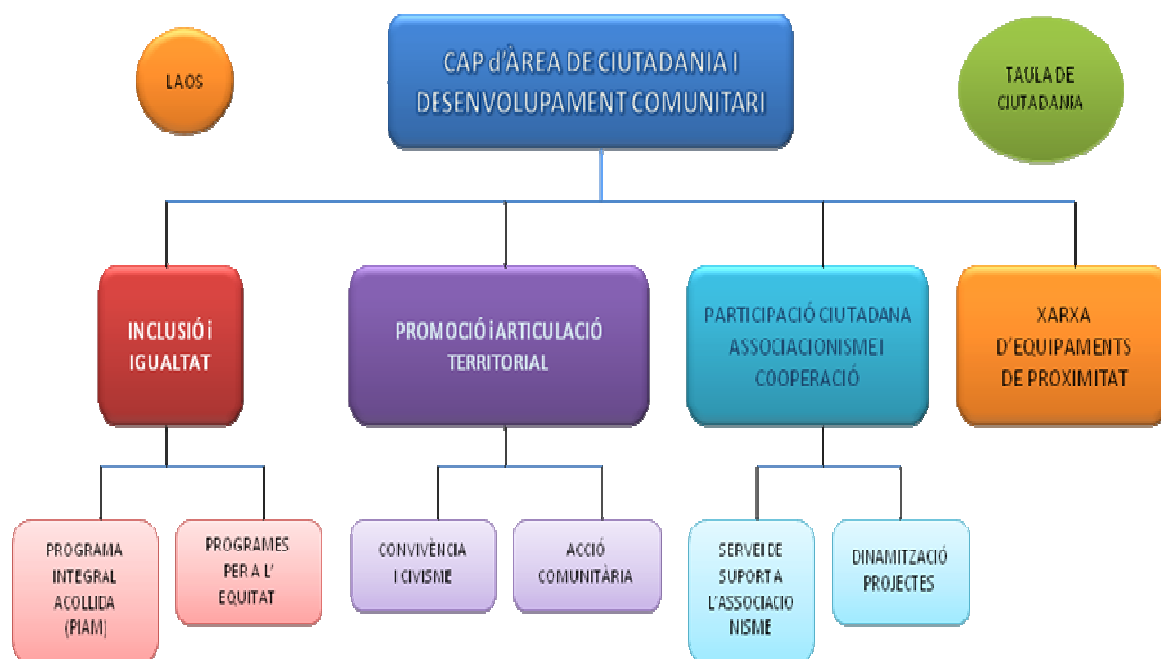 LAOS
CAP d'ÀREA DE CIUTADANIA I
DESENVOLUPAMENT COMUNITARI
TAULA DE
CIUTADANIA
INCLUSIÓ i
IGUALTAT
PROMOCIÓ i ARTICULACIÓ
TERRITORIAL
PARTICIPACIÓ CIUTADANA
ASSOCIACIONISME I
COOPERACIÓ
XARXA
D'EQUIPAMENTS
DE PROXIMITAT
PROGRAMA
INTEGRAL
ACOLLIDA
(PIAM)
PROGRAMES
PER A L'
EQUITAT
CONVIVÈNCIA
I CIVISME
ACCIÓ
COMUNITÀRIA
SERVEI DE
SUPORT A
L'ASSOCIACIO
NISME
DINAMITZACIÓ
PROJECTES